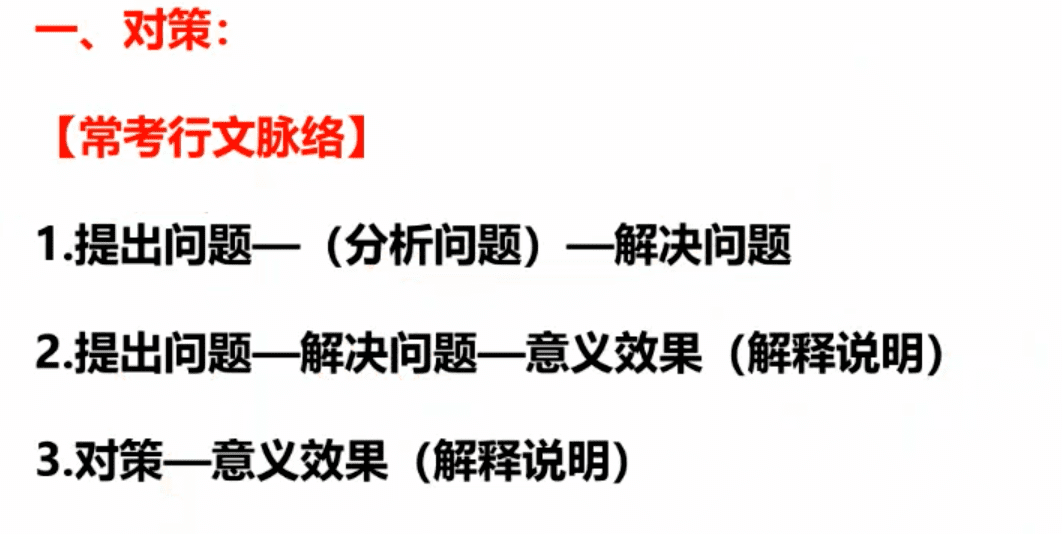 一、对策：
【常考行文脉络】
1.提出问题—（分析问题）—解决问题
2.提出问题—解决问题—意义效果（解释说明）
3.对策—意义效果（解释说明）